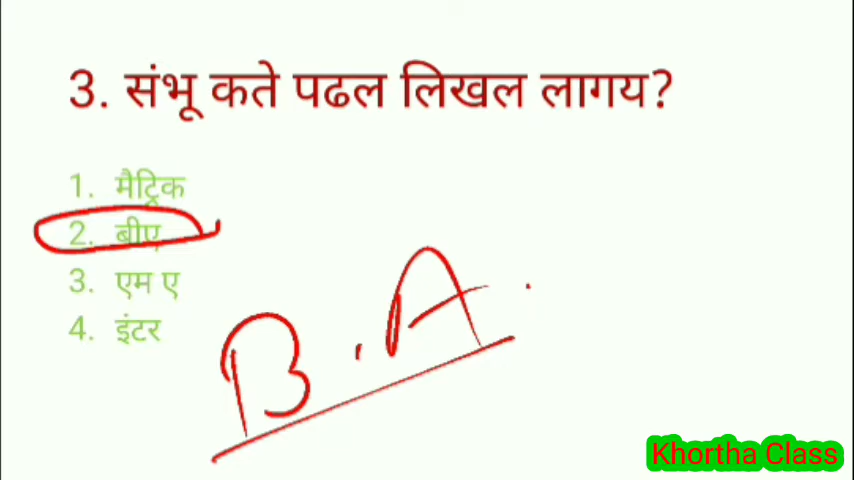 3. संभू कते पढल लिखल लागय?
1. मैट्रिक
2. बीए
3. एम ए
4. इंटर
B.A.
Khortha Class